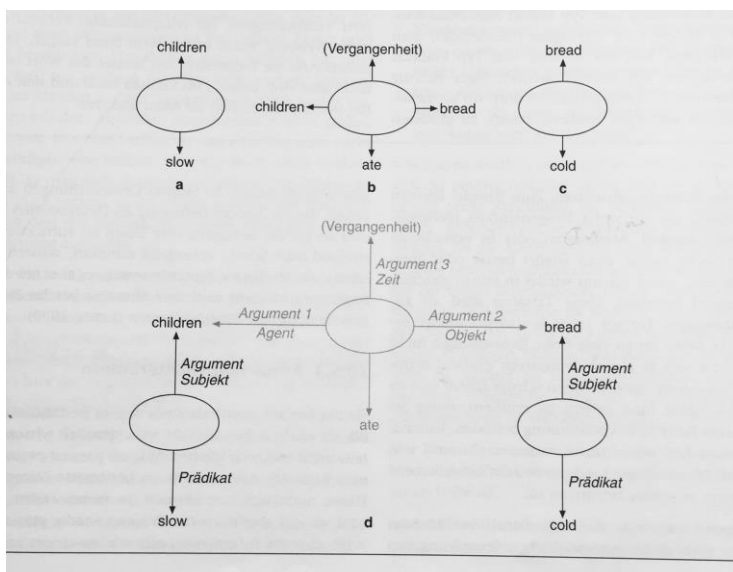 children
(Vergangenheit)
bread
children
bread
slow
ate
cold
a
b
c
(Vergangenheit)
Argument 3
Zeit
Argument 1
Argument 2
children
Agent
Objekt
bread
Argument
Subjekt
Argument
Subjekt
ate
Prädikat
Prädikat
slow
d
cold